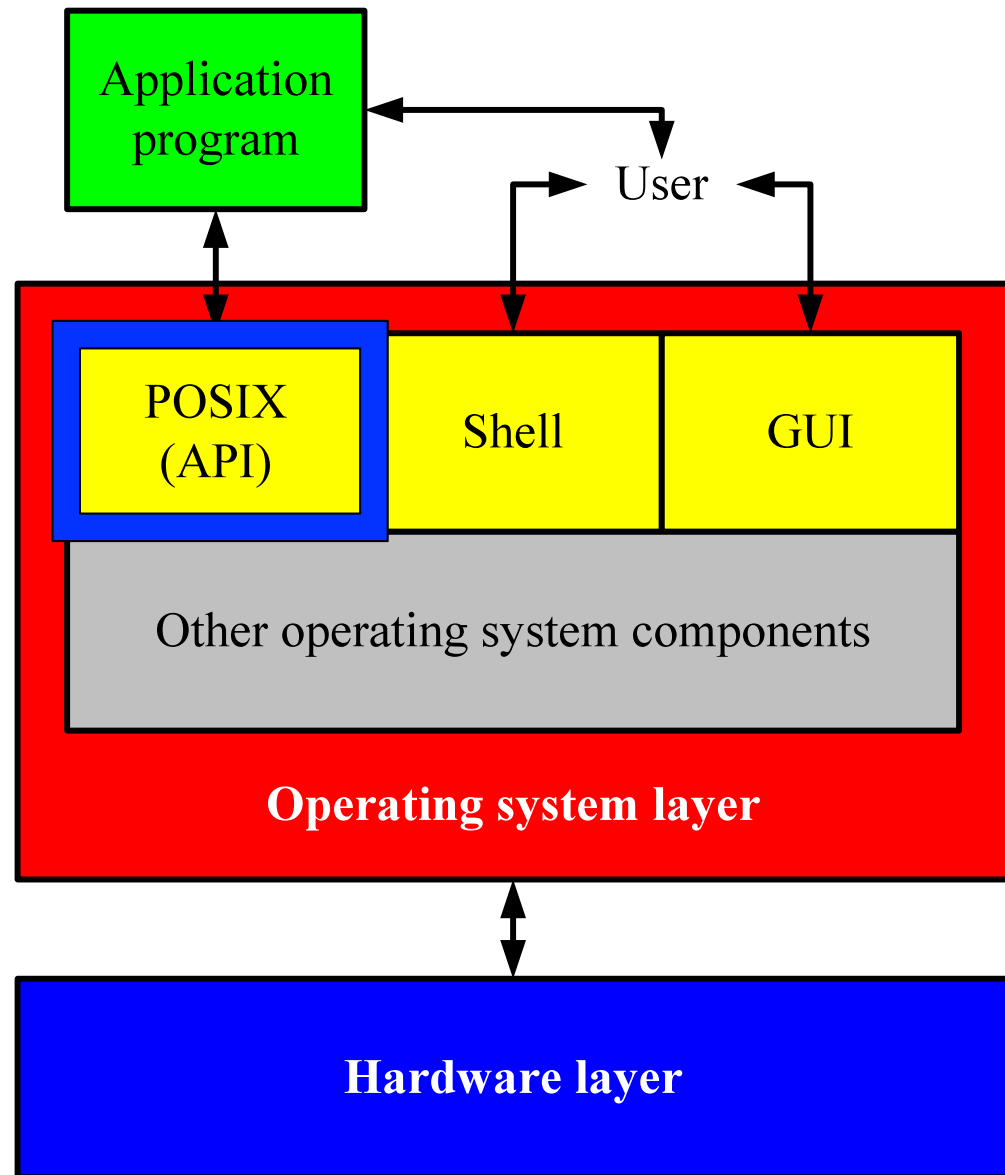 Application
program
User
POSIX
(API)
Shell
GUI
Other operating system components
Operating system layer
Hardware layer